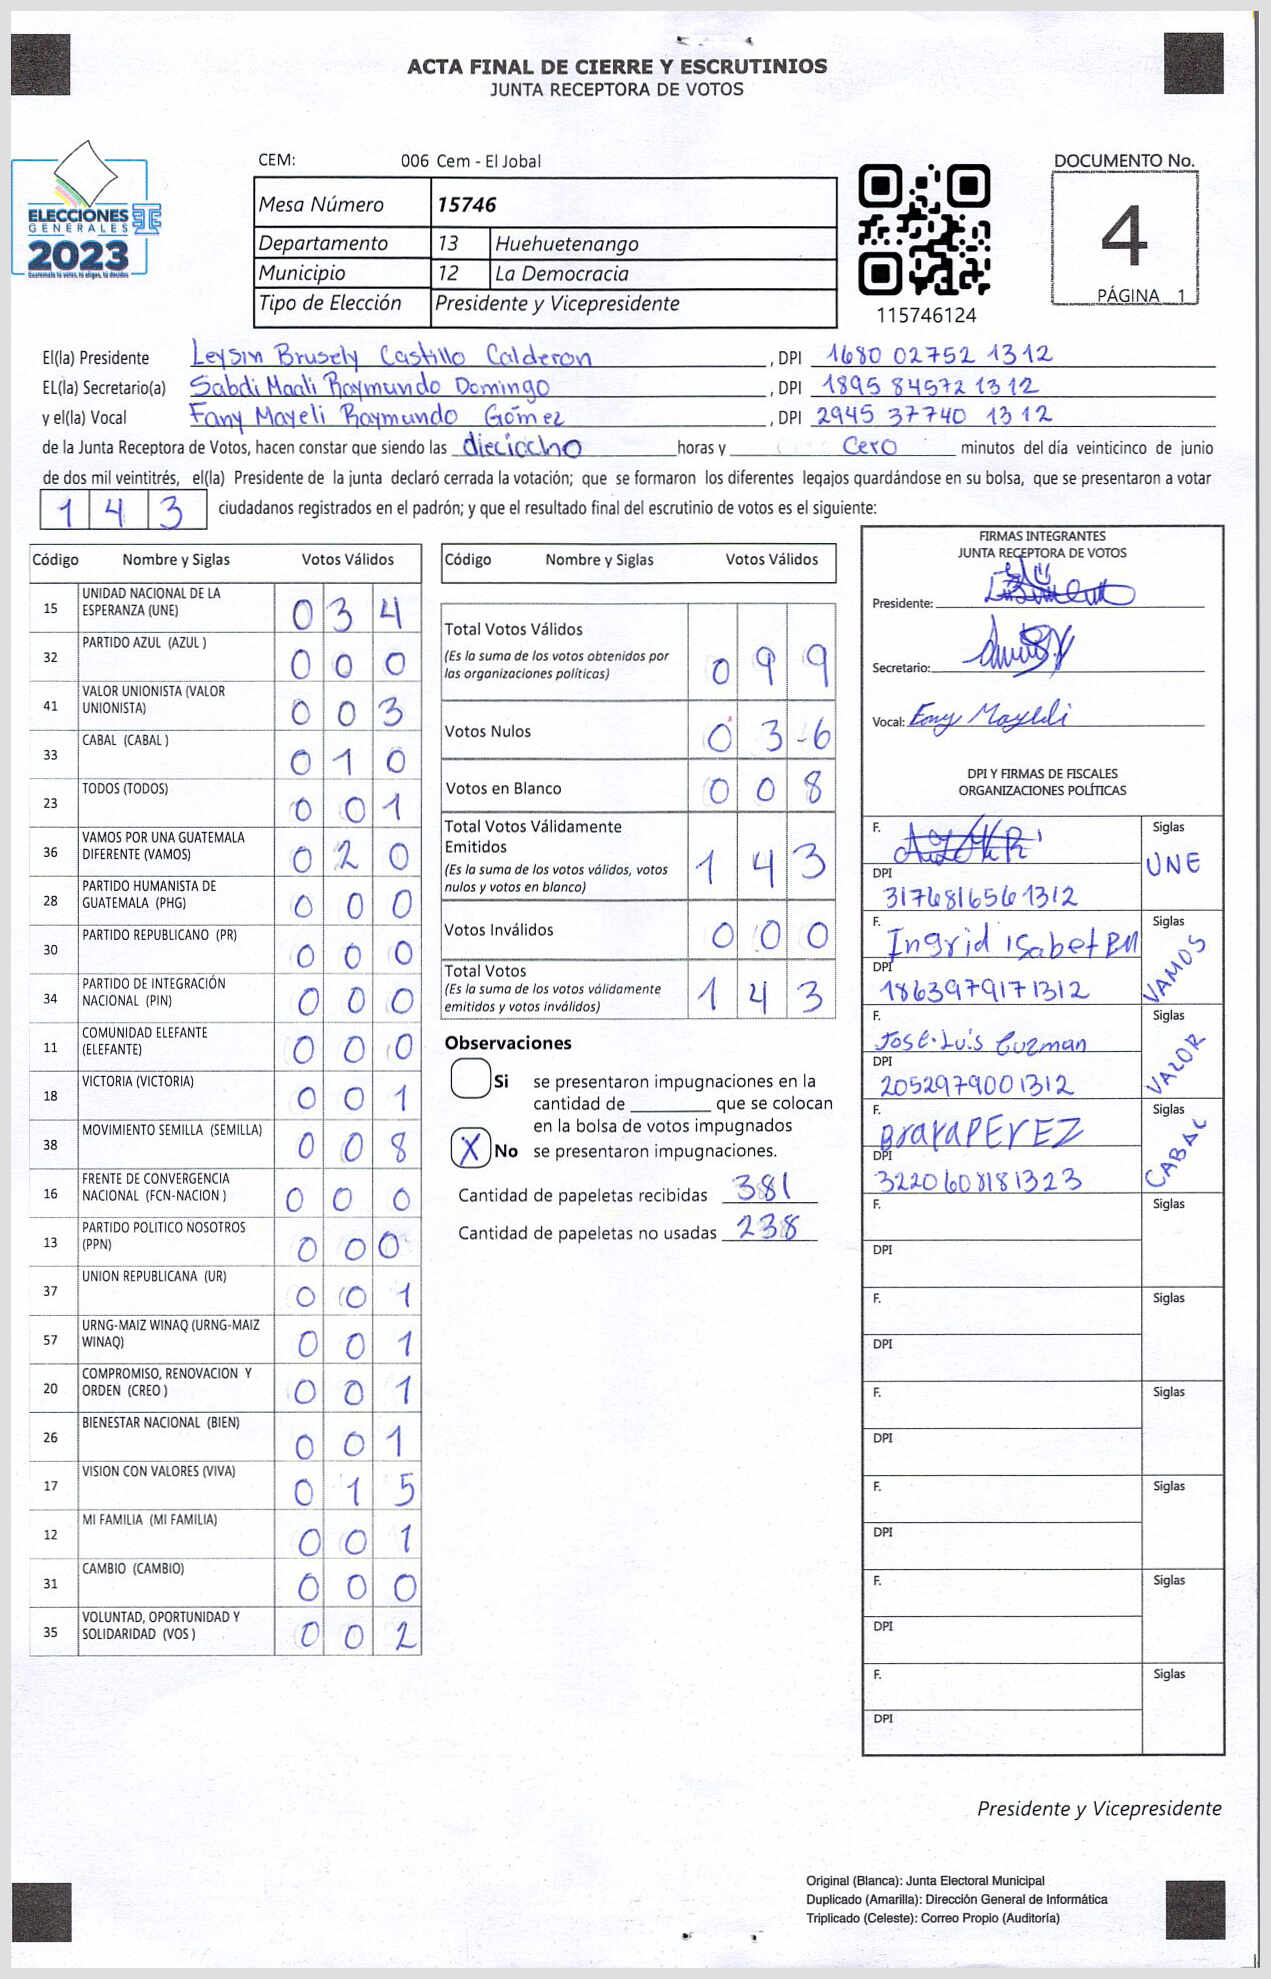 ACTA FINAL DE CIERRE Y ESCRUTINIOS
JUNTA RECEPTORA DE VOTOS
ELECCIONES
GENERALES
2023
CEM: 006 Cem - El Jobal
Mesa Número 15746
Departamento 13 Huehuetenango
Municipio 12 La Democracia
Tipo de Elección Presidente y Vicepresidente
115746124
DOCUMENTO No.
4
PÁGINA 1
El(la) Presidente Leysin Brusely Castillo Calderon, DPI 1680 02752 1312
EL(la) Secretario(a) Sabdi Magli Raymundo Domingo, DPI 1895 84572 1312
y el(la) Vocal Fany Mayeli Raymundo Gómez, DPI 2945 37740 1312
de la Junta Receptora de Votos, hacen constar que siendo las dieciocho horas y Cero minutos del día veinticinco de junio
de dos mil veintitrés, el(la) Presidente de la junta declaró cerrada la votación; que se formaron los diferentes legajos guardándose en su bolsa, que se presentaron a votar
1 4 3 ciudadanos registrados en el padrón; y que el resultado final del escrutinio de votos es el siguiente:
Código Nombre y Siglas Votos Válidos
15 UNIDAD NACIONAL DE LA ESPERANZA (UNE) 0 3 4
32 PARTIDO AZUL (AZUL ) 0 0 0
41 VALOR UNIONISTA (VALOR UNIONISTA) 0 0 3
33 CABAL (CABAL ) 0 1 0
23 TODOS (TODOS) 0 0 1
36 VAMOS POR UNA GUATEMALA DIFERENTE (VAMOS) 0 2 0
28 PARTIDO HUMANISTA DE GUATEMALA (PHG) 0 0 0
30 PARTIDO REPUBLICANO (PR) 0 0 0
34 PARTIDO DE INTEGRACIÓN NACIONAL (PIN) 0 0 0
11 COMUNIDAD ELEFANTE (ELEFANTE) 0 0 0
18 VICTORIA (VICTORIA) 0 0 1
38 MOVIMIENTO SEMILLA (SEMILLA) 0 0 8
16 FRENTE DE CONVERGENCIA NACIONAL (FCN-NACION ) 0 0 0
13 PARTIDO POLITICO NOSOTROS (PPN) 0 0 0
37 UNION REPUBLICANA (UR) 0 0 1
57 URNG-MAIZ WINAQ (URNG-MAIZ WINAQ) 0 0 1
20 COMPROMISO, RENOVACION Y ORDEN (CREO ) 0 0 1
26 BIENESTAR NACIONAL (BIEN) 0 0 1
17 VISION CON VALORES (VIVA) 0 1 5
12 MI FAMILIA (MI FAMILIA) 0 0 1
31 CAMBIO (CAMBIO) 0 0 0
35 VOLUNTAD, OPORTUNIDAD Y SOLIDARIDAD (VOS ) 0 0 2
Código Nombre y Siglas Votos Válidos
Total Votos Válidos 0 9 9
(Es la suma de los votos obtenidos por
las organizaciones políticas)
Votos Nulos 0 3 6
Votos en Blanco 0 0 8
Total Votos Válidamente
Emitidos 1 4 3
(Es la suma de los votos válidos, votos
nulos y votos en blanco)
Votos Inválidos 0 0 0
Total Votos 1 4 3
(Es la suma de los votos válidamente
emitidos y votos inválidos)
Observaciones
Si se presentaron impugnaciones en la
cantidad de ________ que se colocan
en la bolsa de votos impugnados
X No se presentaron impugnaciones.
Cantidad de papeletas recibidas 381
Cantidad de papeletas no usadas 238
FIRMAS INTEGRANTES
JUNTA RECEPTORA DE VOTOS
Presidente:
Secretario:
Vocal: Fany Mayeli
DPI Y FIRMAS DE FISCALES
ORGANIZACIONES POLÍTICAS
F. Siglas
UNE
DPI
3176816561312
F. Ingrid Isabet Siglas
VAMOS
DPI
1863979171312
F. Siglas
JOSE. Luis Guzman
VALOR
DPI
2052979001312
F. Siglas
PEREZ
CABAL
DPI
3220608181323
F. Siglas
DPI
F. Siglas
DPI
F. Siglas
DPI
F. Siglas
DPI
F. Siglas
DPI
F. Siglas
DPI
Presidente y Vicepresidente
Original (Blanca): Junta Electoral Municipal
Duplicado (Amarilla): Dirección General de Informática
Triplicado (Celeste): Correo Propio (Auditoría)